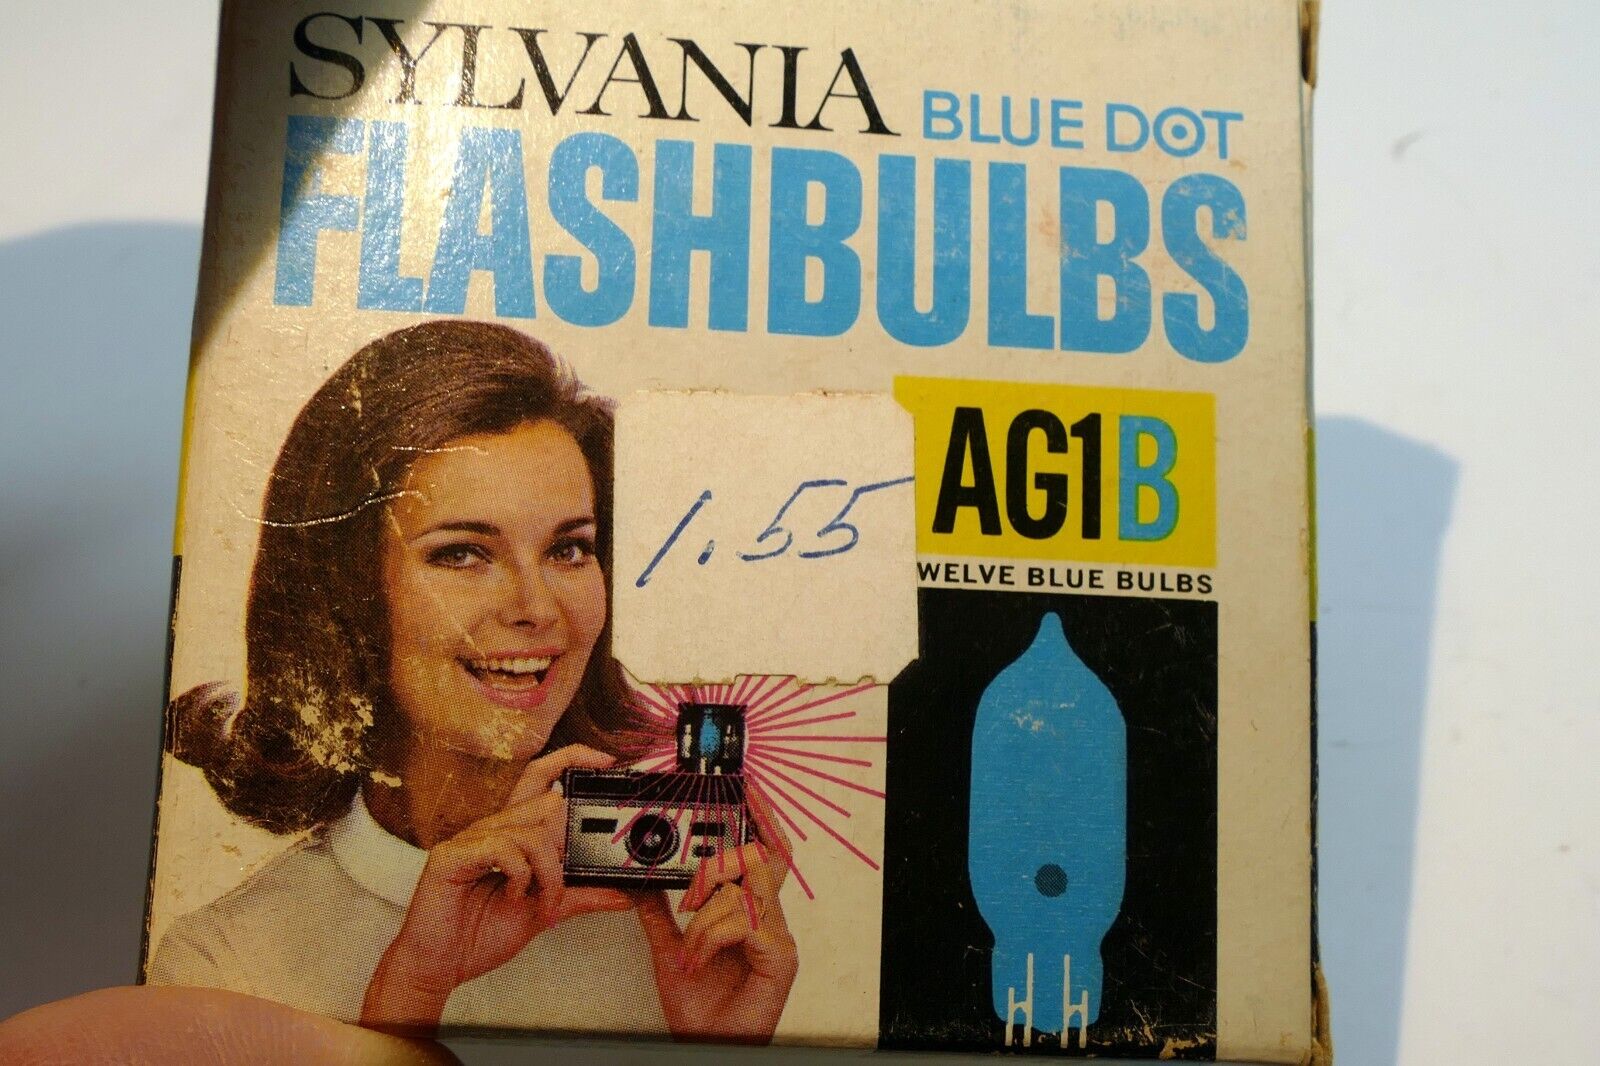 SYLVANIA
BLUE DOT
FLASHBULBS
AG1B
WELVE BLUE BULBS
1.55